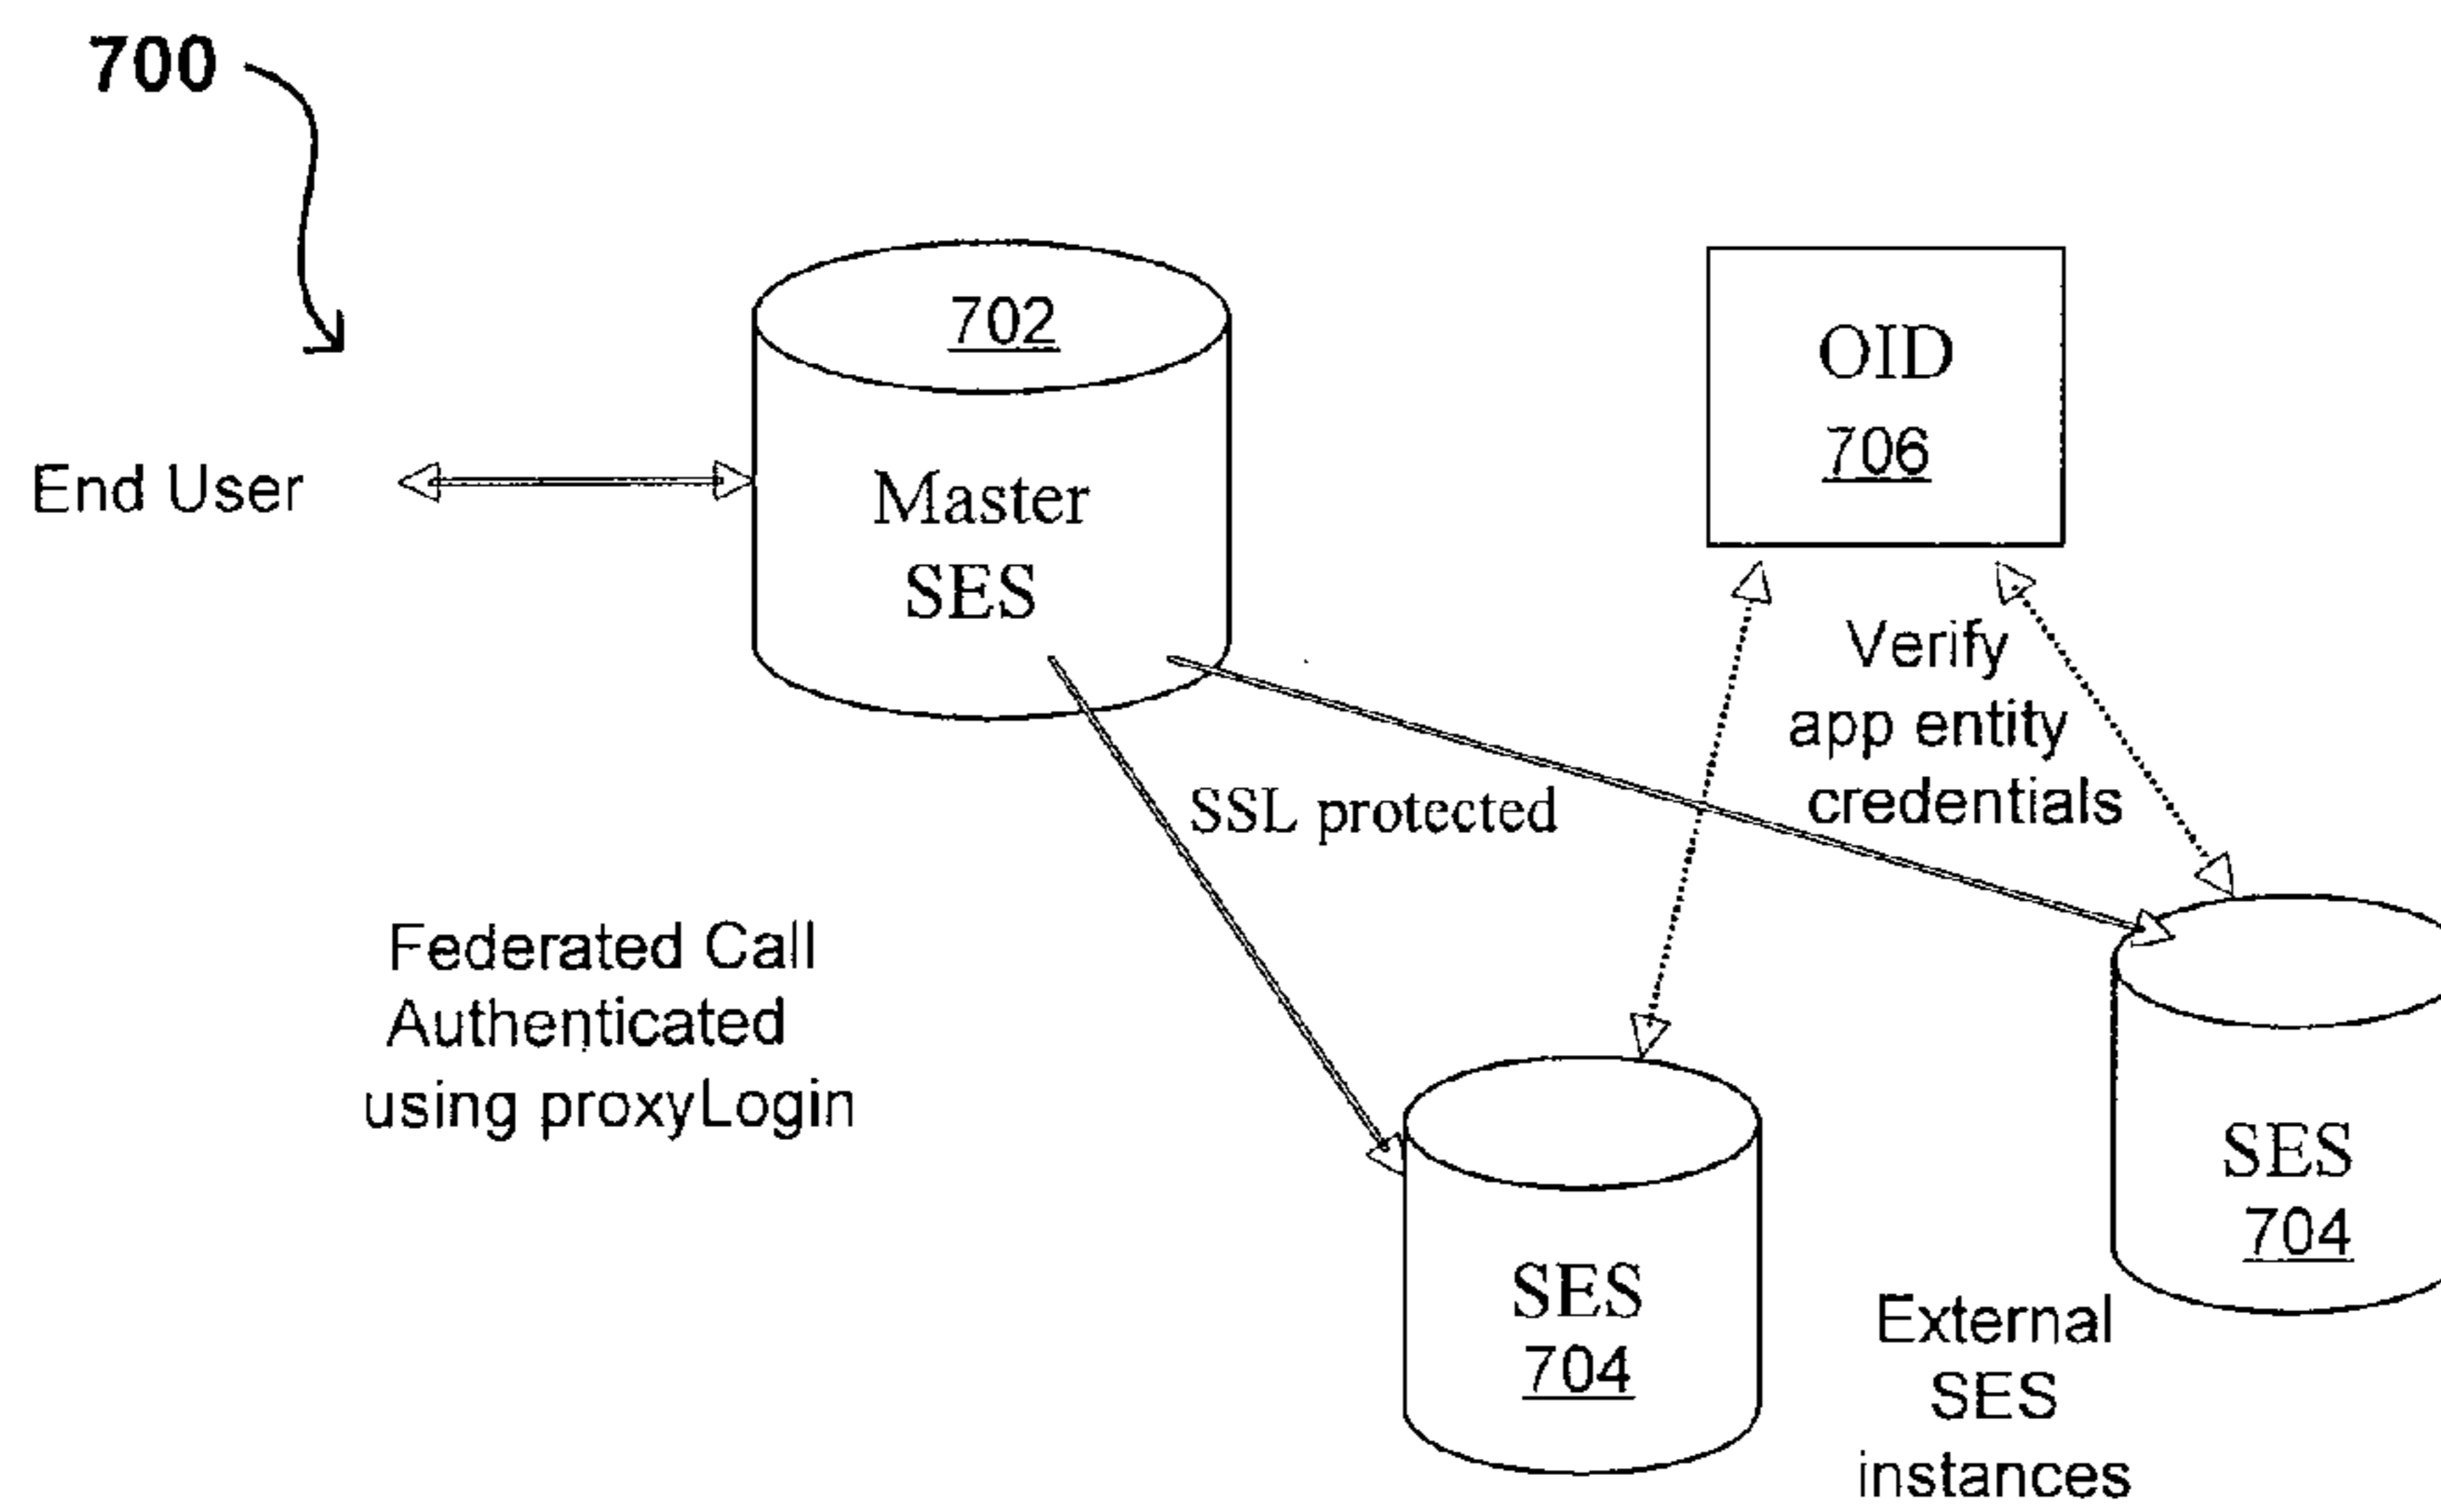 700
702
Master
SES
End User
OID
706
Verify
app entity
credentials
SSL protected
Federated Call
Authenticated
using proxyLogin
SES
704
SES
704
External
SES
instances